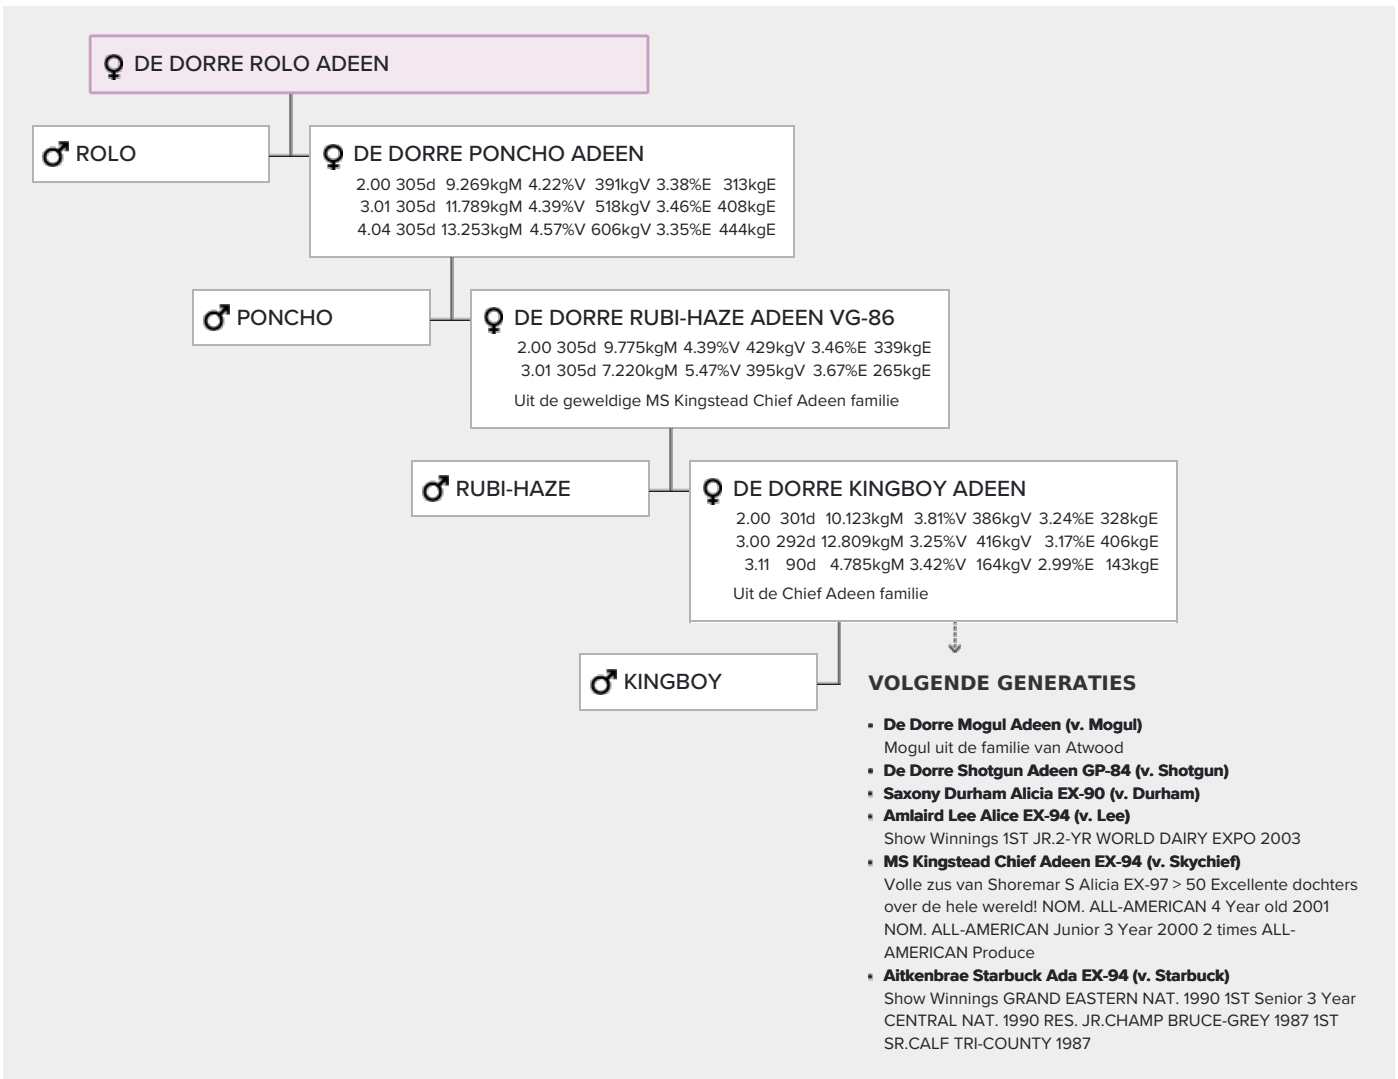 DE DORRE ROLO ADEEN
ROLO
DE DORRE PONCHO ADEEN
2.00 305d 9.269kgM 4.22%V 391kgV 3.38%E 313kgE
3.01 305d 11.789kgM 4.39%V 518kgV 3.46%E 408kgE
4.04 305d 13.253kgM 4.57%V 606kgV 3.35%E 444kgE
PONCHO
DE DORRE RUBI-HAZE ADEEN VG-86
2.00 305d 9.775kgM 4.39%V 429kgV 3.46%E 339kgE
3.01 305d 7.220kgM 5.47%V 395kgV 3.67%E 265kgE
Uit de geweldige MS Kingstead Chief Adeen familie
RUBI-HAZE
DE DORRE KINGBOY ADEEN
2.00 301d 10.123kgM 3.81%V 386kgV 3.24%E 328kgE
3.00 292d 12.809kgM 3.25%V 416kgV 3.17%E 406kgE
3.11 90d 4.785kgM 3.42%V 164kgV 2.99%E 143kgE
Uit de Chief Adeen familie
KINGBOY
VOLGENDE GENERATIES
• De Dorre Mogul Adeen (v. Mogul)
Mogul uit de familie van Atwood
• De Dorre Shotgun Adeen GP-84 (v. Shotgun)
• Saxony Durham Alicia EX-90 (v. Durham)
• Amlaird Lee Alice EX-94 (v. Lee)
Show Winnings 1ST JR.2-YR WORLD DAIRY EXPO 2003
• MS Kingstead Chief Adeen EX-94 (v. Skychief)
Volle zus van Shoremar S Alicia EX-97 > 50 Excellente dochters
over de hele wereld! NOM. ALL-AMERICAN 4 Year old 2001
NOM. ALL-AMERICAN Junior 3 Year 2000 2 times ALL-
AMERICAN Produce
• Aitkenbrae Starbuck Ada EX-94 (v. Starbuck)
Show Winnings GRAND EASTERN NAT. 1990 1ST Senior 3 Year
CENTRAL NAT. 1990 RES. JR.CHAMP BRUCE-GREY 1987 1ST
SR.CALF TRI-COUNTY 1987